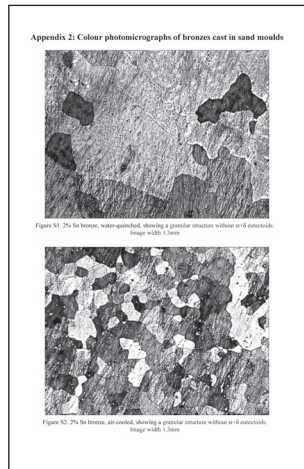 Appendix 2: Colour photomicrographs of bronzes cast in sand moulds
Figure S1. 2% Sn bronze, water-quenched, showing a granular structure without α+δ eutectoids.
Image width 1.3mm
Figure S2. 2% Sn bronze, air-cooled, showing a granular structure without α+δ eutectoids.
Image width 1.3mm